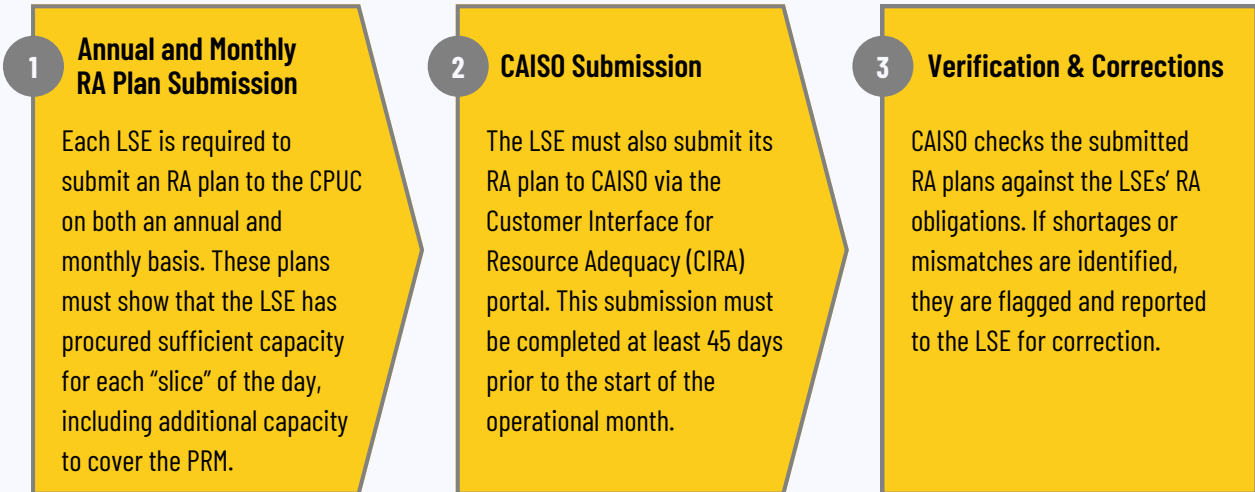 1
Annual and Monthly
RA Plan Submission
Each LSE is required to
submit an RA plan to the CPUC
on both an annual and
monthly basis. These plans
must show that the LSE has
procured sufficient capacity
for each “slice” of the day,
including additional capacity
to cover the PRM.
2
CAISO Submission
The LSE must also submit its
RA plan to CAISO via the
Customer Interface for
Resource Adequacy (CIRA)
portal. This submission must
be completed at least 45 days
prior to the start of the
operational month.
3
Verification & Corrections
CAISO checks the submitted
RA plans against the LSEs’ RA
obligations. If shortages or
mismatches are identified,
they are flagged and reported
to the LSE for correction.